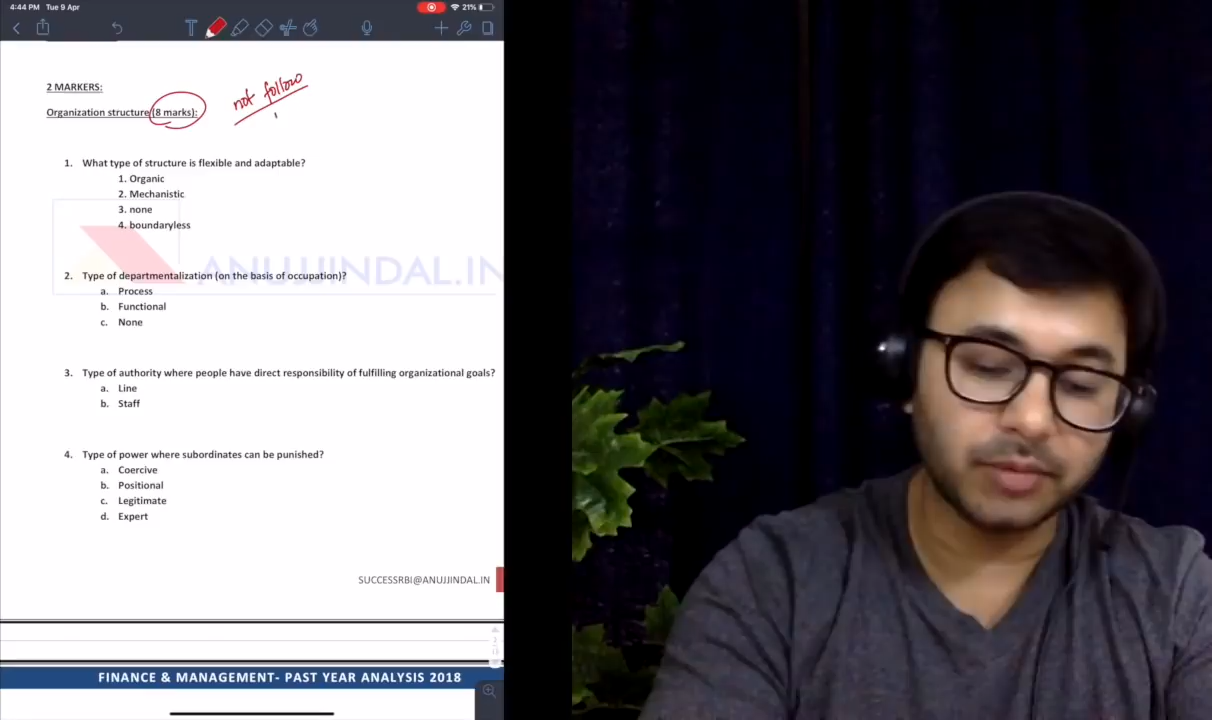 4:44 PM Tue 9 Apr
21%
2 MARKERS:
Organization structure (8 marks):
not follow
1. What type of structure is flexible and adaptable?
1. Organic
2. Mechanistic
3. none
4. boundaryless
ANUJJINDAL.IN
2. Type of departmentalization (on the basis of occupation)?
a. Process
b. Functional
c. None
3. Type of authority where people have direct responsibility of fulfilling organizational goals?
a. Line
b. Staff
4. Type of power where subordinates can be punished?
a. Coercive
b. Positional
c. Legitimate
d. Expert
SUCCESSRBI@ANUJJINDAL.IN
FINANCE & MANAGEMENT- PAST YEAR ANALYSIS 2018